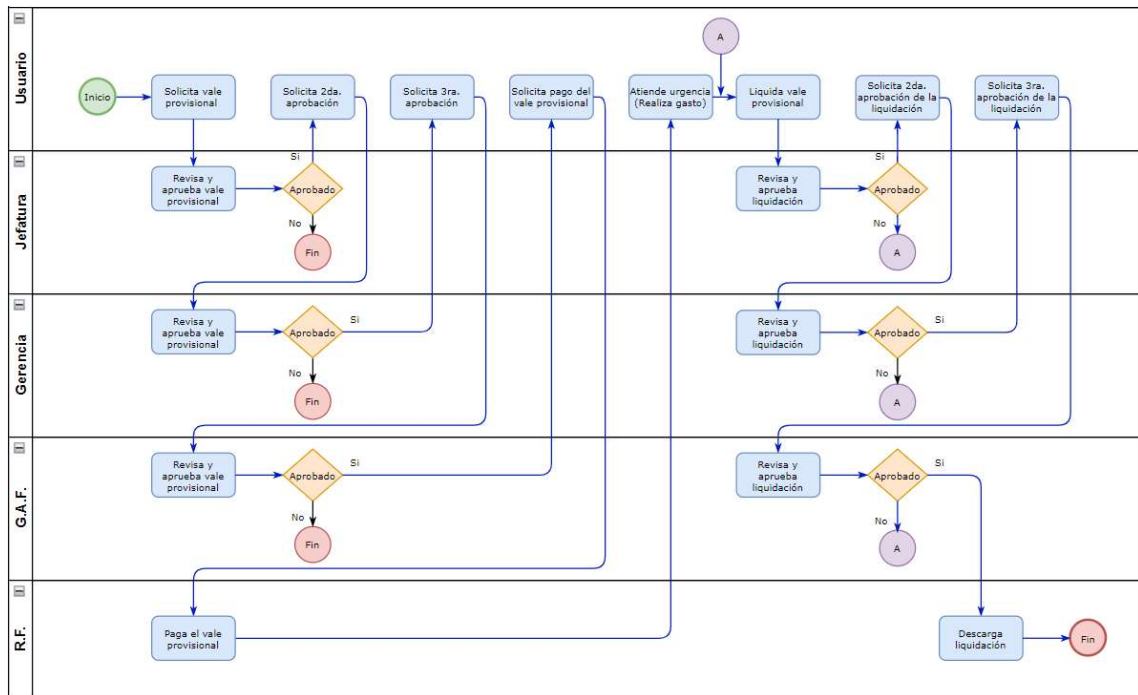 Usuario
Inicio
Solicita vale
provisional
Solicita 2da.
aprobación
Solicita 3ra.
aprobación
Solicita pago del
vale provisional
Atiende urgencia
(Realiza gasto)
A
Liquida vale
provisional
Solicita 2da.
aprobación de la
liquidación
Solicita 3ra.
aprobación de la
liquidación
Jefatura
Revisa y
aprueba vale
provisional
Aprobado
Si
No
Fin
Revisa y
aprueba
liquidación
Aprobado
Si
No
A
Gerencia
Revisa y
aprueba vale
provisional
Aprobado
Si
No
Fin
Revisa y
aprueba
liquidación
Aprobado
Si
No
A
G.A.F.
Revisa y
aprueba vale
provisional
Aprobado
Si
No
Fin
Revisa y
aprueba
liquidación
Aprobado
Si
No
A
R.F.
Paga el vale
provisional
Descarga
liquidación
Fin